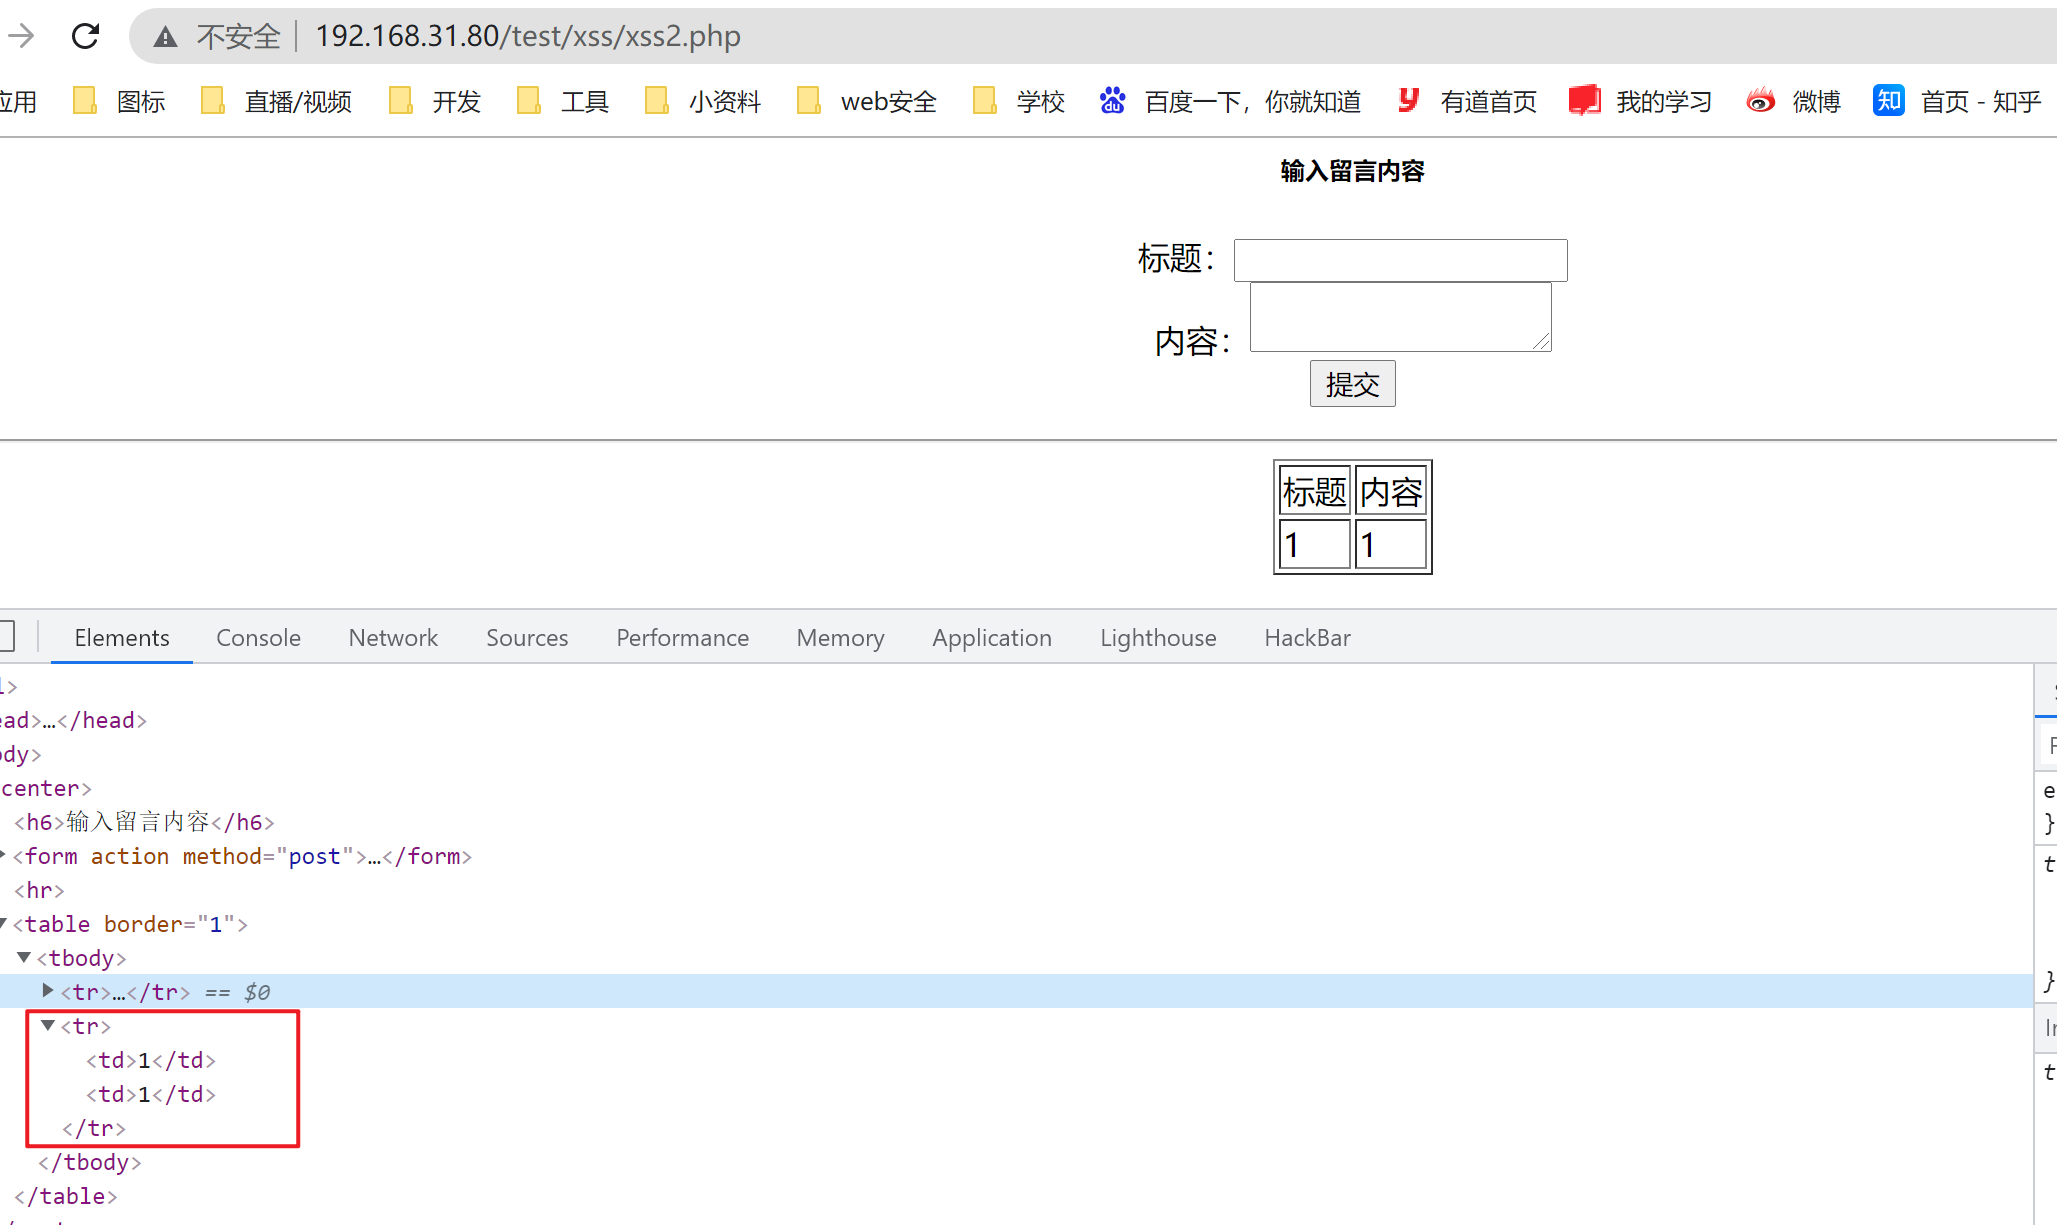 不安全 192.168.31.80/test/xss/xss2.php
应用 图标 直播/视频 开发 工具 小资料 web安全 学校 百度一下，你就知道 有道首页 我的学习 微博 首页 - 知乎
输入留言内容
标题：
内容：
提交
标题 内容
1 1
Elements Console Network Sources Performance Memory Application Lighthouse HackBar
l>
ead>…</head>
ody>
center>
<h6>输入留言内容</h6>
<form action method="post">…</form>
<hr>
<table border="1">
<tbody>
<tr>…</tr> == $0
<tr>
<td>1</td>
<td>1</td>
</tr>
</tbody>
</table>
e
}
t
}
t